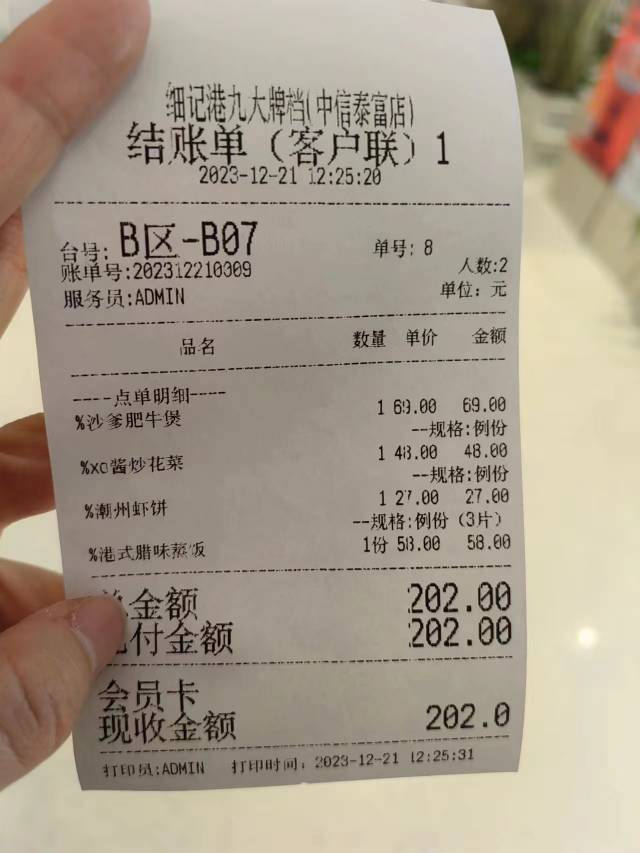 细记港九大牌档(中信泰富店)
结账单（客户联）1
2023-12-21 12:25:20
台号: B区-B07 单号: 8
账单号:202312210309 人数:2
服务员:ADMIN 单位: 元
品名 数量 单价 金额
----点单明细----
%沙爹肥牛煲 1 69.00 69.00
--规格:例份
%xo酱炒花菜 1 48.00 48.00
--规格:例份
%潮州虾饼 1 27.00 27.00
--规格:例份（3片）
%港式腊味蒸饭 1份 58.00 58.00
金额 202.00
付金额 202.00
会员卡
现收金额 202.0
打印员:ADMIN 打印时间: 2023-12-21 12:25:31